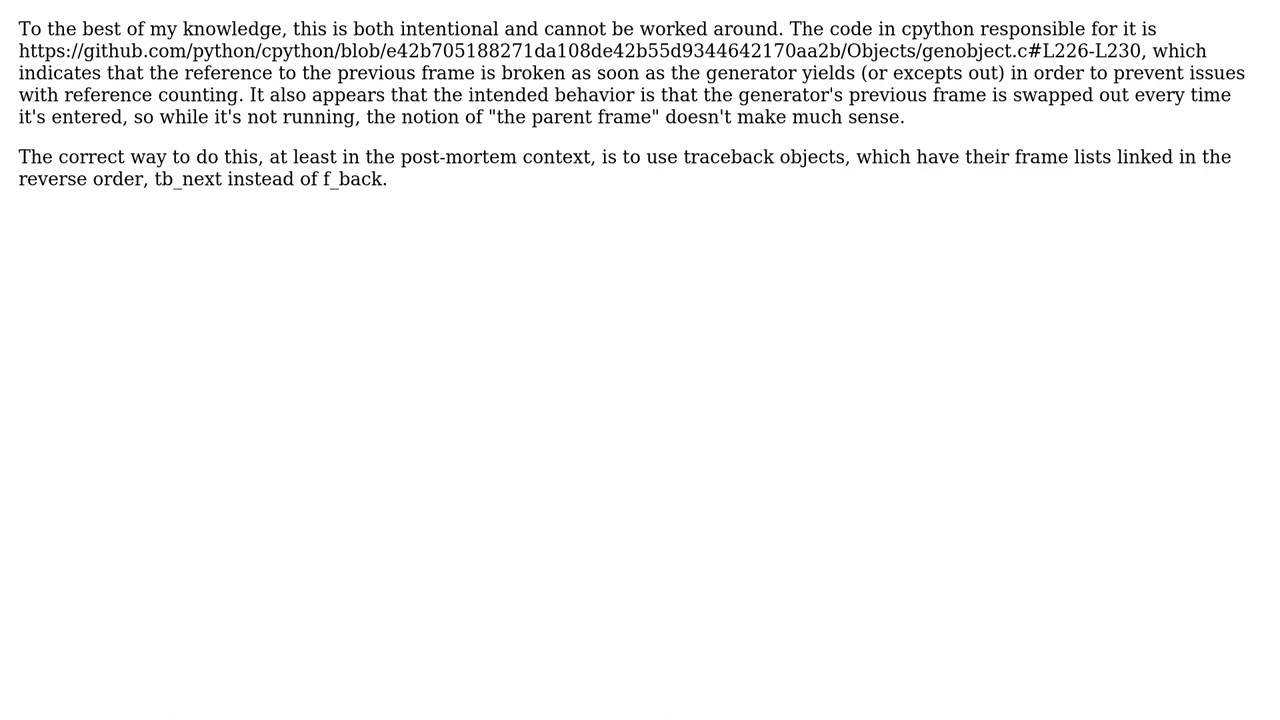 To the best of my knowledge, this is both intentional and cannot be worked around. The code in cpython responsible for it is
https://github.com/python/cpython/blob/e42b705188271da108de42b55d9344642170aa2b/Objects/genobject.c#L226-L230, which
indicates that the reference to the previous frame is broken as soon as the generator yields (or excepts out) in order to prevent issues
with reference counting. It also appears that the intended behavior is that the generator's previous frame is swapped out every time
it's entered, so while it's not running, the notion of "the parent frame" doesn't make much sense.
The correct way to do this, at least in the post-mortem context, is to use traceback objects, which have their frame lists linked in the
reverse order, tb_next instead of f_back.